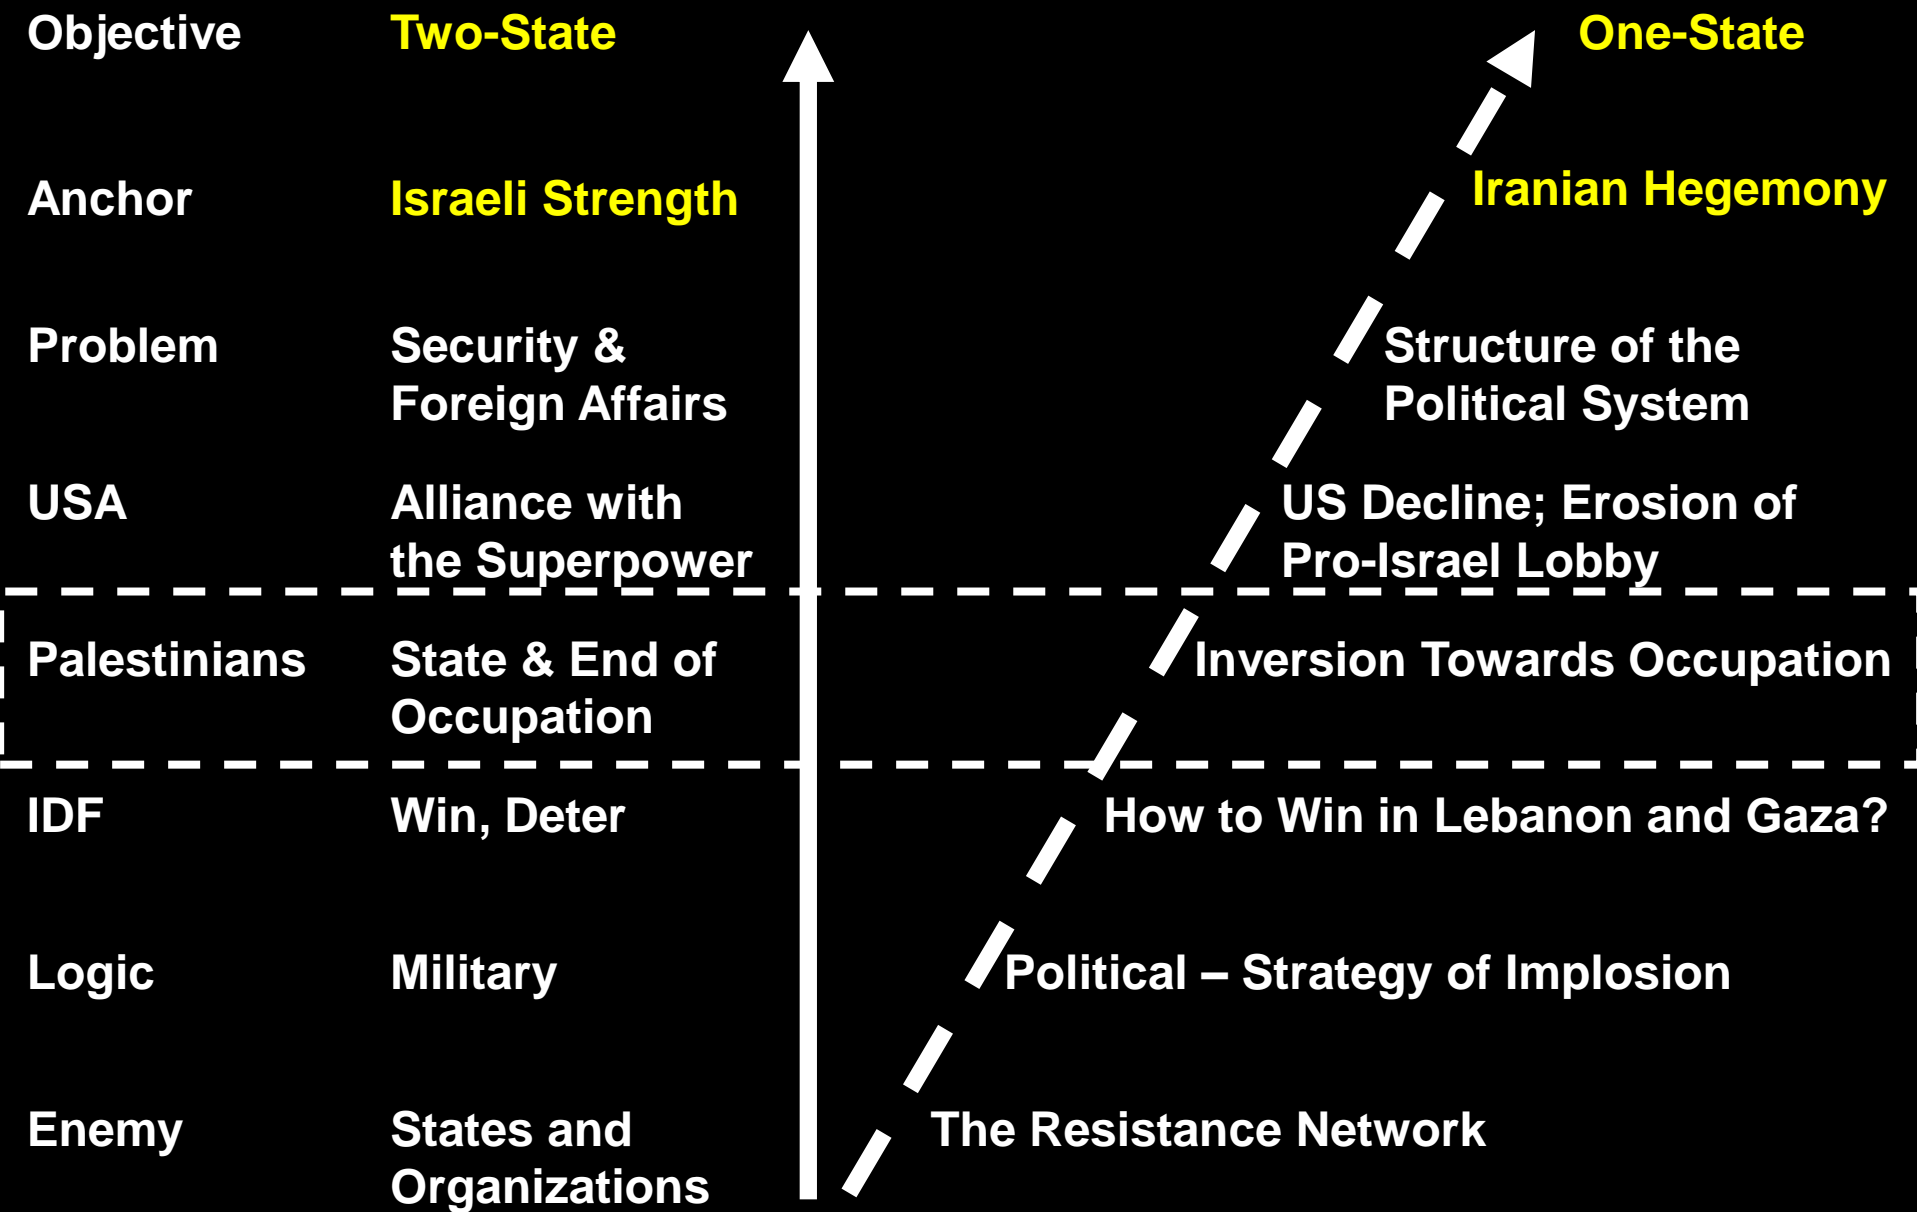 Objective Two-State One-State
Anchor Israeli Strength Iranian Hegemony
Problem Security & Structure of the
Foreign Affairs Political System
USA Alliance with US Decline; Erosion of
the Superpower Pro-Israel Lobby
Palestinians State & End of Inversion Towards Occupation
Occupation
IDF Win, Deter How to Win in Lebanon and Gaza?
Logic Military Political – Strategy of Implosion
Enemy States and The Resistance Network
Organizations